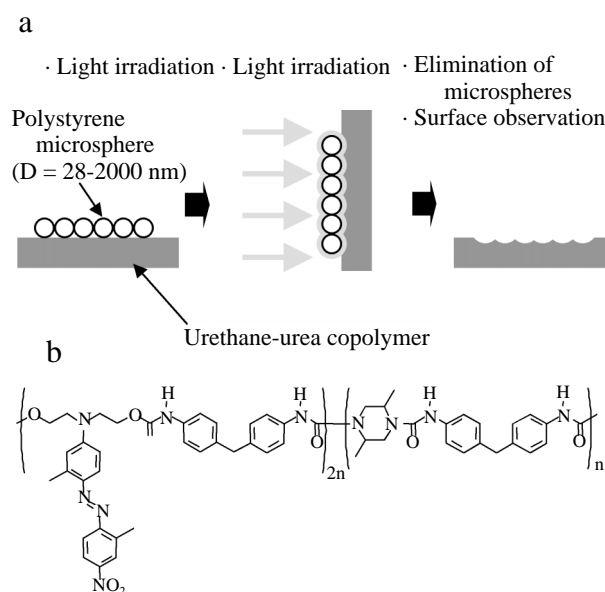 a
· Light irradiation · Light irradiation · Elimination of
microspheres
· Surface observation
Polystyrene
microsphere
(D = 28-2000 nm)
Urethane-urea copolymer
b
O N O H N H N O 2n N N O H N H N O n
N N
NO2